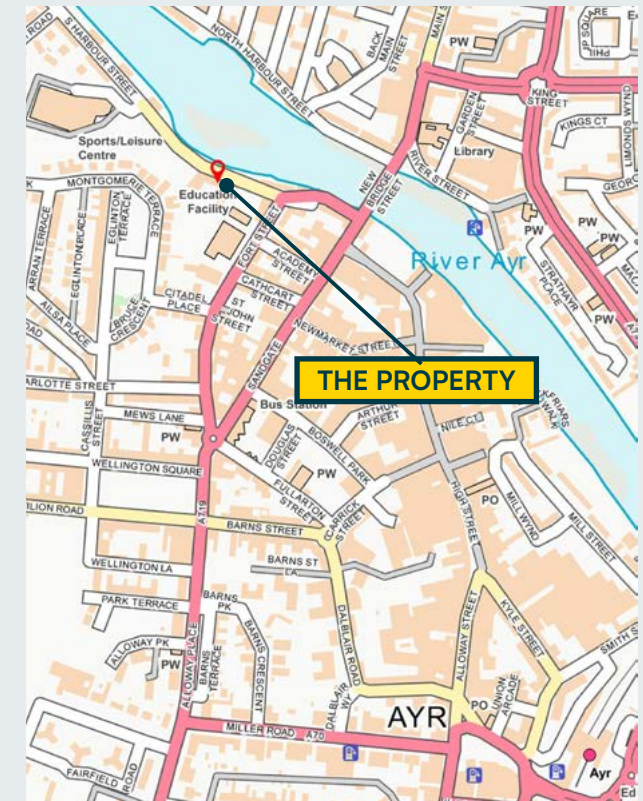 S HARBOUR STREET
NORTH HARBOUR STREET
BACK
MAIN
STREET
MAIN S
PW
KING
STREET
KINGS CT
LIMONDS WYND
GEORG
Sports/Leisure
Centre
GARDEN
STREET
Library
RIVER STREET
MONTGOMERIE TERRACE
Education
Facility
NEW
BRIDGE
STREET
FORT STREET
ARRAN TERRACE
EGLINTON PLACE
EGLINTON
TERRACE
ACADEMY
STREET
CATHCART
STREET
River Ayr
PW
PW
PW
STRATHAYR
PLACE
PW
CITADEL
PLACE
ST
JOHN
STREET
BRUCE
CRESCENT
AILSA PLACE
NEWMARKET STREET
SANDGATE
THE PROPERTY
ARLOTTE STREET
Bus Station
ARTHUR
STREET
FRIARS
WALK
MEWS LANE
CASSILLIS
STREET
PW
DOUGLAS
STREET
BOSWELL PARK
NILE CT
WELLINGTON SQUARE
PW
FULLARTON
STREET
CARRICK
STREET
HIGH STREET
PO
MILL WYND
MILL STREET
ILION ROAD
A 719
BARNS STREET
WELLINGTON LA
BARNS ST
LA
PARK TERRACE
BARNS
PK
DALBLAIR ROAD
ALLOWAY STREET
KYLE STREET
SMITH S
ALLOWAY PK
PW
BARNS
TERRACE
BARNS CRESCENT
ALLOWAY PLACE
DALBLAIR
WY
AYR
PO
UNION
ARCADE
MILLER ROAD A70
FAIRFIELD
ROAD
Ayr
Ed